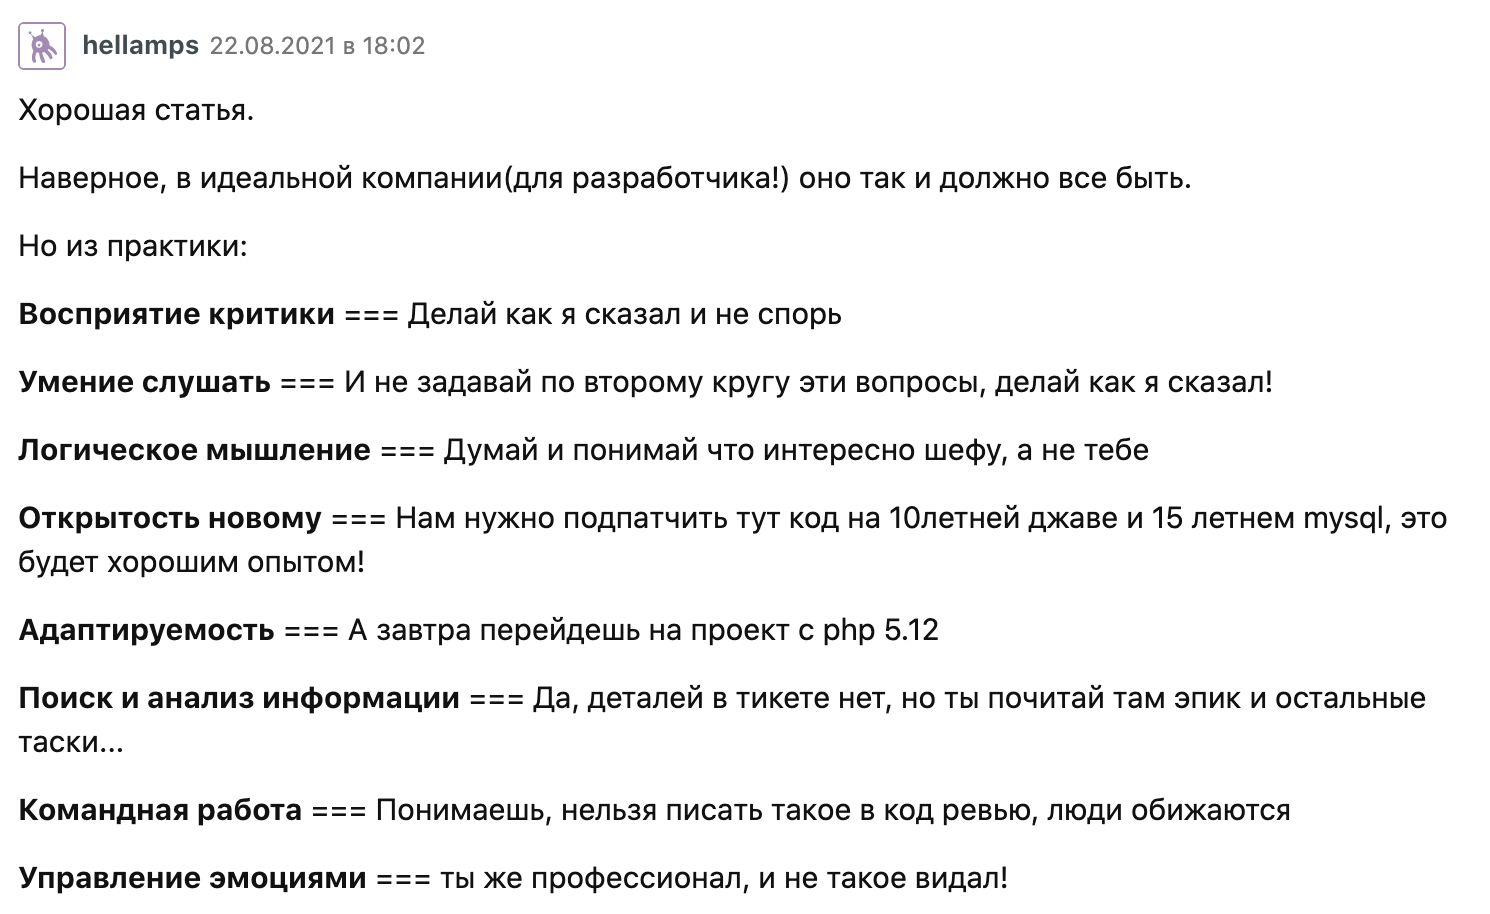 hellamps 22.08.2021 в 18:02
Хорошая статья.
Наверное, в идеальной компании(для разработчика!) оно так и должно все быть.
Но из практики:
Восприятие критики === Делай как я сказал и не спорь
Умение слушать === И не задавай по второму кругу эти вопросы, делай как я сказал!
Логическое мышление === Думай и понимай что интересно шефу, а не тебе
Открытость новому === Нам нужно подпатчить тут код на 10летней джаве и 15 летнем mysql, это
будет хорошим опытом!
Адаптируемость === А завтра перейдешь на проект с php 5.12
Поиск и анализ информации === Да, деталей в тикете нет, но ты почитай там эпик и остальные
таски...
Командная работа === Понимаешь, нельзя писать такое в код ревью, люди обижаются
Управление эмоциями === ты же профессионал, и не такое видал!